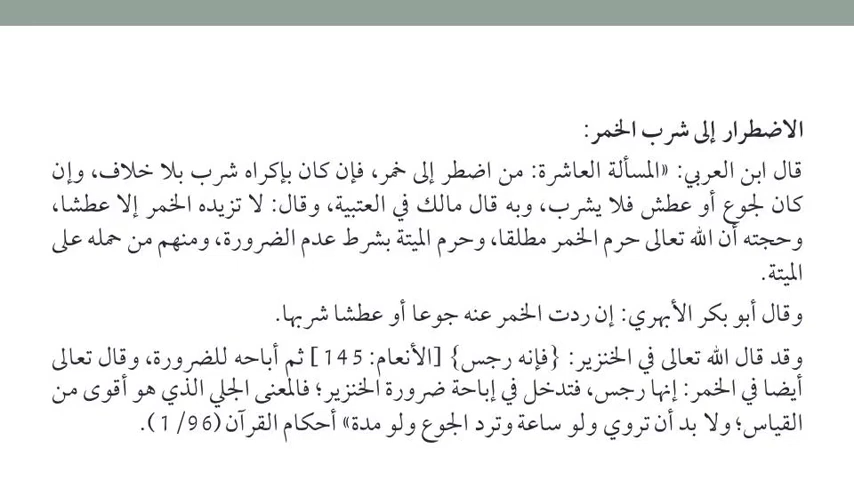 الاضطرار إلى شرب الخمر:
قال ابن العربي: «المسألة العاشرة: من اضطر إلى خمر، فإن كان بإكراه شرب بلا خلاف، وإن
كان لجوع أو عطش فلا يشرب، وبه قال مالك في العتبية، وقال: لا تزيده الخمر إلا عطشا،
وحجته أن الله تعالى حرم الخمر مطلقا، وحرم الميتة بشرط عدم الضرورة، ومنهم من حمله على
الميتة.
وقال أبو بكر الأبهري: إن ردت الخمر عنه جوعا أو عطشا شربها.
وقد قال الله تعالى في الخنزير: {فإنه رجس} [الأنعام: 145] ثم أباحه للضرورة، وقال تعالى
أيضا في الخمر: إنها رجس، فتدخل في إباحة ضرورة الخنزير؛ فالمعنى الجلي الذي هو أقوى من
القياس؛ ولا بد أن تروي ولو ساعة وترد الجوع ولو مدة» أحكام القرآن (1/96).